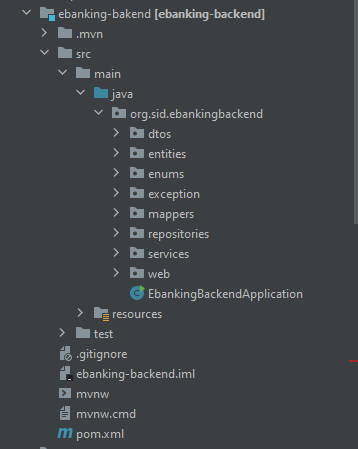 ebanking-bakend [ebanking-backend]
.mvn
src
main
java
org.sid.ebankingbackend
dtos
entities
enums
exception
mappers
repositories
services
web
EbankingBackendApplication
resources
test
.gitignore
ebanking-backend.iml
mvnw
mvnw.cmd
pom.xml